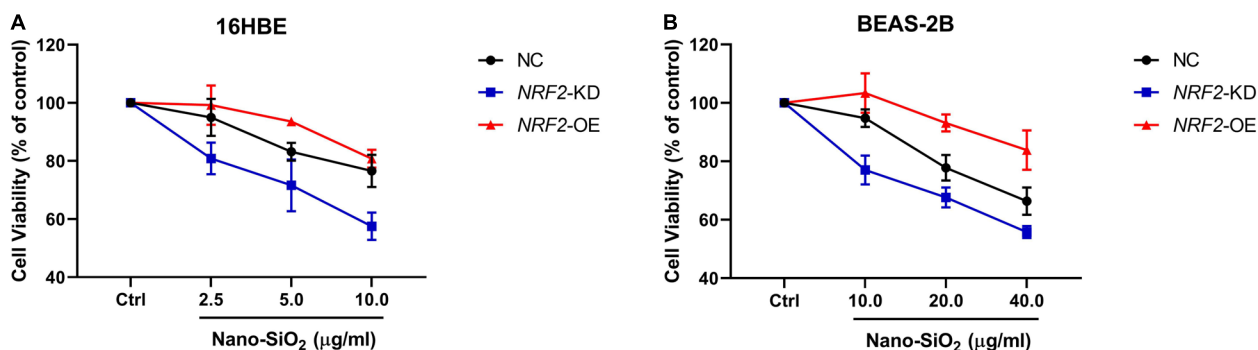 A
16HBE
Cell Viability (% of control)
120
100
80
60
40
Ctrl
2.5
5.0
10.0
Nano-SiO₂ (μg/ml)
NC
NRF2-KD
NRF2-OE
B
BEAS-2B
Cell Viability (% of control)
120
100
80
60
40
Ctrl
10.0
20.0
40.0
Nano-SiO₂ (μg/ml)
NC
NRF2-KD
NRF2-OE